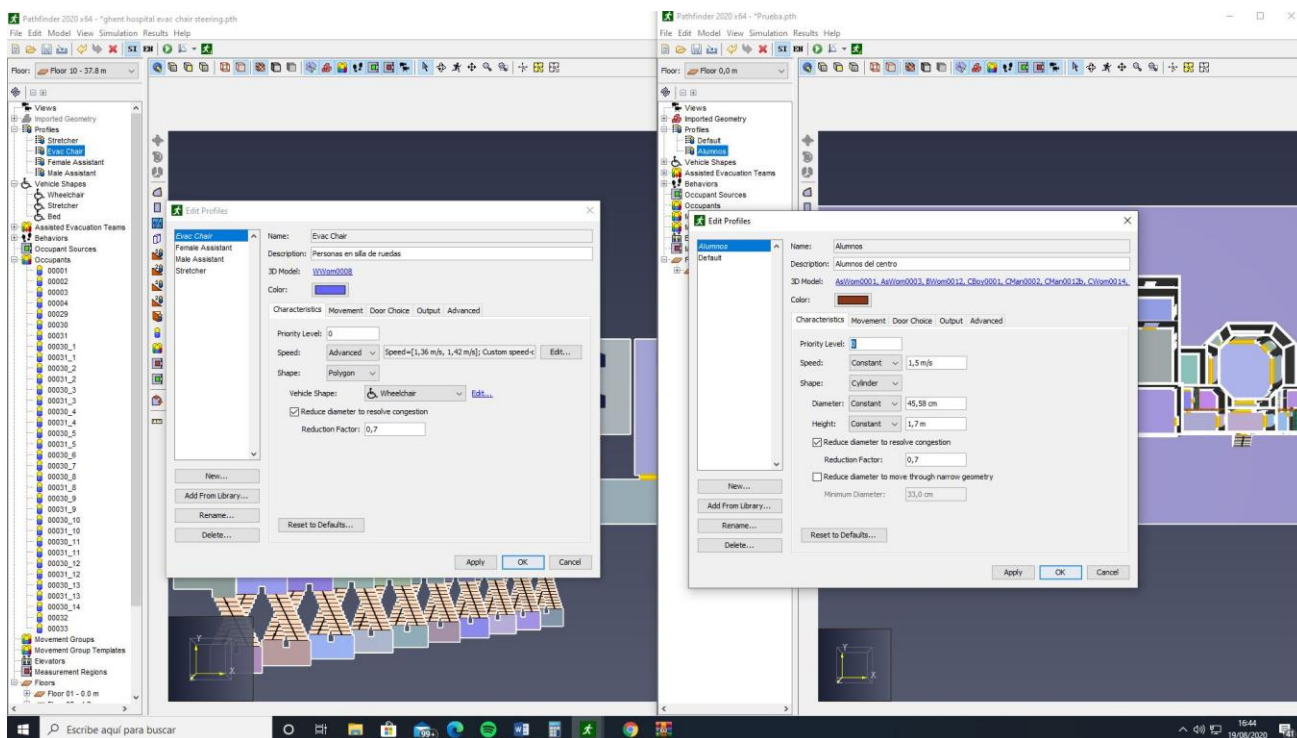 Pathfinder 2020 x64 - *ghent hospital evac chair steering.pth
File Edit Model View Simulation Results Help
SI EN
Floor: Floor 10 - 37.8 m
Views
Imported Geometry
Profiles
Stretcher
Evac Chair
Female Assistant
Male Assistant
Vehicle Shapes
Wheelchair
Stretcher
Bed
Assisted Evacuation Teams
Behaviors
Occupant Sources
Occupants
00001
00002
00003
00004
00029
00030
00031
00030_1
00031_1
00030_2
00031_2
00030_3
00031_3
00030_4
00031_4
00030_5
00031_5
00030_6
00030_7
00030_8
00031_8
00030_9
00031_9
00030_10
00031_10
00030_11
00031_11
00030_12
00031_12
00030_13
00031_13
00030_14
00032
00033
Movement Groups
Movement Group Templates
Elevators
Measurement Regions
Floors
Floor 01 - 0.0 m
Edit Profiles
Evac Chair
Female Assistant
Male Assistant
Stretcher
New...
Add From Library...
Rename...
Delete...
Name: Evac Chair
Description: Personas en silla de ruedas
3D Model: WWom0008
Color:
Characteristics Movement Door Choice Output Advanced
Priority Level: 0
Speed: Advanced Speed=[1,36 m/s, 1,42 m/s]; Custom speed-c Edit...
Shape: Polygon
Vehicle Shape: Wheelchair Edit...
Reduce diameter to resolve congestion
Reduction Factor: 0,7
Reset to Defaults...
Apply OK Cancel
Y
X
Pathfinder 2020 x64 - *Prueba.pth
File Edit Model View Simulation Results Help
SI EN
Floor: Floor 0,0 m
Views
Imported Geometry
Profiles
Default
Alumnos
Vehicle Shapes
Assisted Evacuation Teams
Behaviors
Occupant Sources
Occupants
Edit Profiles
Alumnos
Default
New...
Add From Library...
Rename...
Delete...
Name: Alumnos
Description: Alumnos del centro
3D Model: AsWom0001, AsWom0003, BWom0012, CBoy0001, CMan0002, CMan0012b, CWom0014,
Color:
Characteristics Movement Door Choice Output Advanced
Priority Level: 0
Speed: Constant 1,5 m/s
Shape: Cylinder
Diameter: Constant 45,58 cm
Height: Constant 1,7 m
Reduce diameter to resolve congestion
Reduction Factor: 0,7
Reduce diameter to move through narrow geometry
Minimum Diameter: 33,0 cm
Reset to Defaults...
Apply OK Cancel
Y
X
Escribe aquí para buscar
99+
16:44
19/08/2020